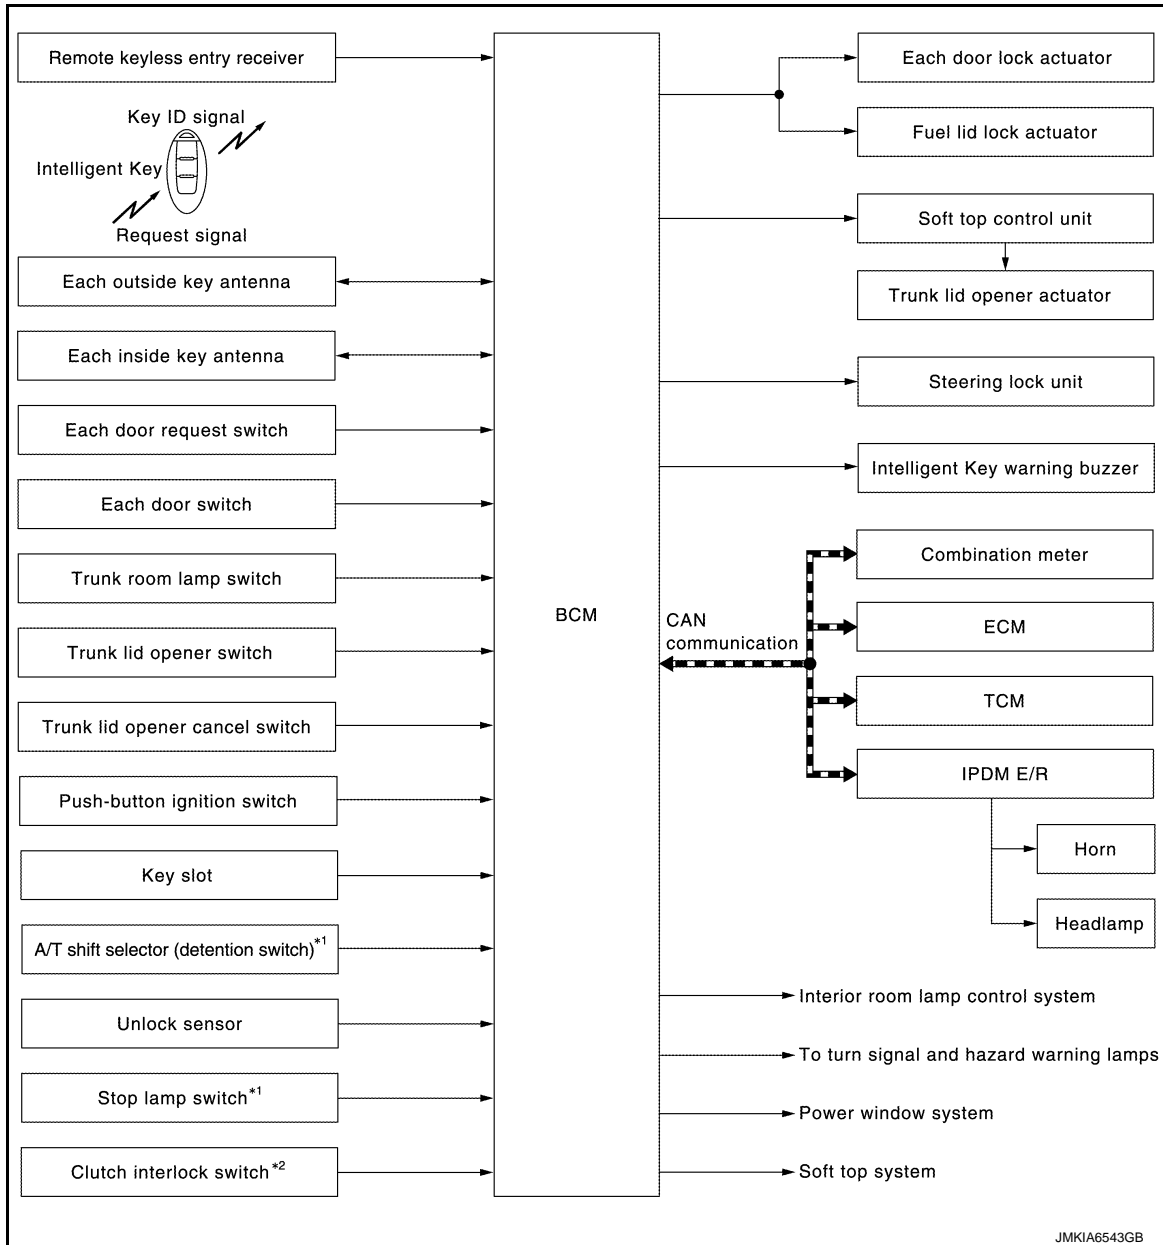 Remote keyless entry receiver
Key ID signal
Intelligent Key
Request signal
Each outside key antenna
Each inside key antenna
Each door request switch
Each door switch
Trunk room lamp switch
Trunk lid opener switch
Trunk lid opener cancel switch
Push-button ignition switch
Key slot
A/T shift selector (detention switch)*1
Unlock sensor
Stop lamp switch*1
Clutch interlock switch*2
BCM
Each door lock actuator
Fuel lid lock actuator
Soft top control unit
Trunk lid opener actuator
Steering lock unit
Intelligent Key warning buzzer
CAN
communication
Combination meter
ECM
TCM
IPDM E/R
Horn
Headlamp
Interior room lamp control system
To turn signal and hazard warning lamps
Power window system
Soft top system
JMKIA6543GB